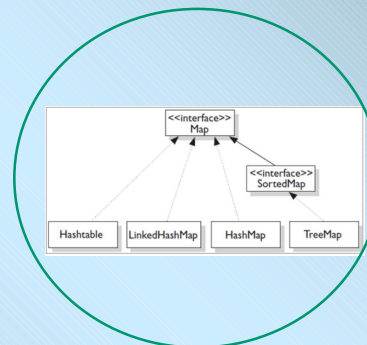 <<interface>>
Map
<<interface>>
SortedMap
Hashtable
LinkedHashMap
HashMap
TreeMap